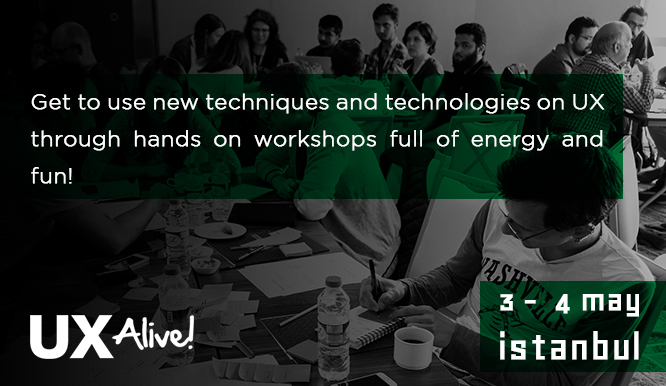 Get to use new techniques and technologies on UX
through hands on workshops full of energy and
fun!
NASHVILLE
3 - 4 may
UX Alive!
istanbul